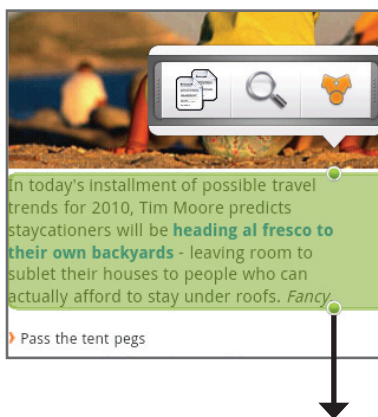 In today's installment of possible travel
trends for 2010, Tim Moore predicts
staycationers will be heading al fresco to
their own backyards - leaving room to
sublet their houses to people who can
actually afford to stay under roofs. Fancy
Pass the tent pegs